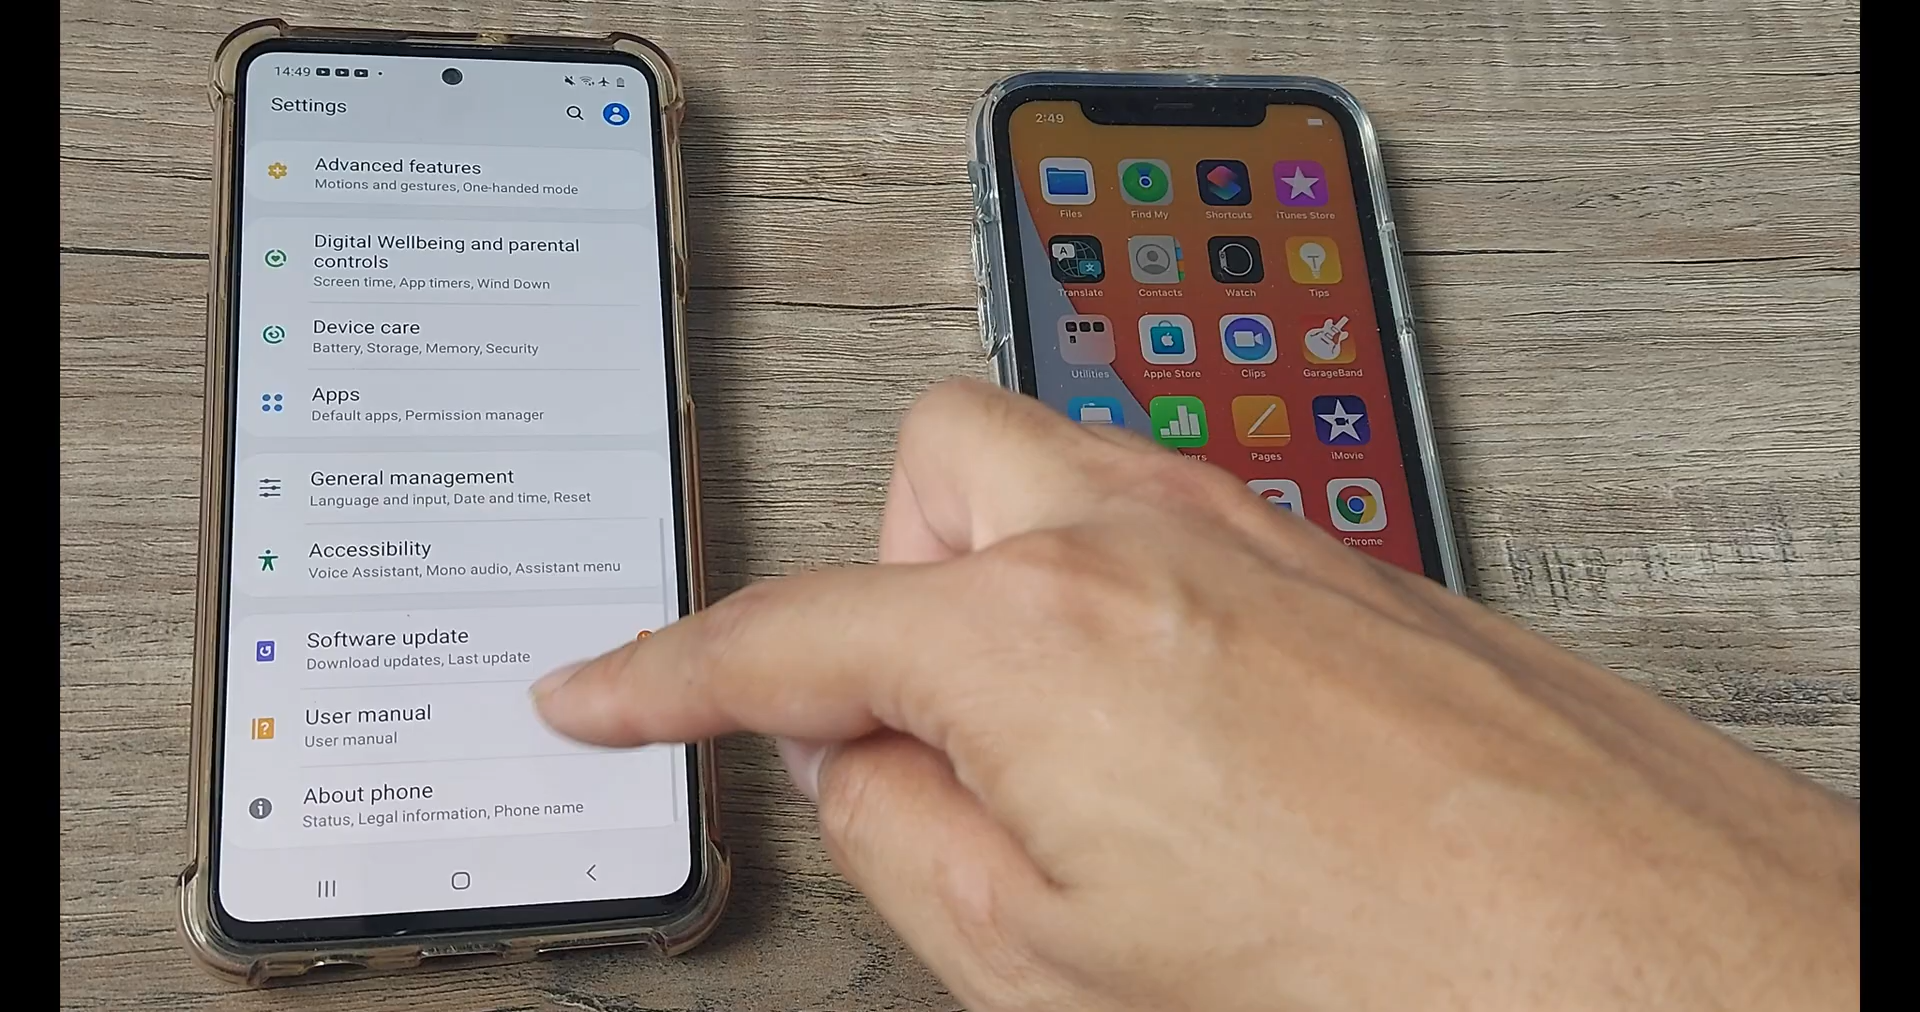 14:49
Settings
Advanced features
Motions and gestures, One-handed mode
Digital Wellbeing and parental
controls
Screen time, App timers, Wind Down
Device care
Battery, Storage, Memory, Security
Apps
Default apps, Permission manager
General management
Language and input, Date and time, Reset
Accessibility
Voice Assistant, Mono audio, Assistant menu
Software update
Download updates, Last update
User manual
User manual
About phone
Status, Legal information, Phone name
2:49
Files Find My Shortcuts iTunes Store
Translate Contacts Watch Tips
Utilities Apple Store Clips GarageBand
Pages iMovie
Chrome